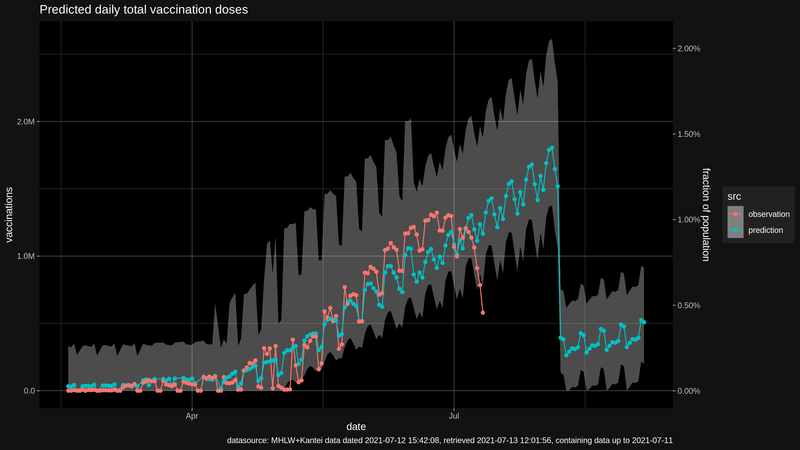 Predicted daily total vaccination doses
2.0M
1.0M
0.0
vaccinations
2.00%
1.50%
1.00%
0.50%
0.00%
fraction of population
src
observation
prediction
Apr
Jul
date
datasource: MHLW+Kantei data dated 2021-07-12 15:42:08, retrieved 2021-07-13 12:01:56, containing data up to 2021-07-11